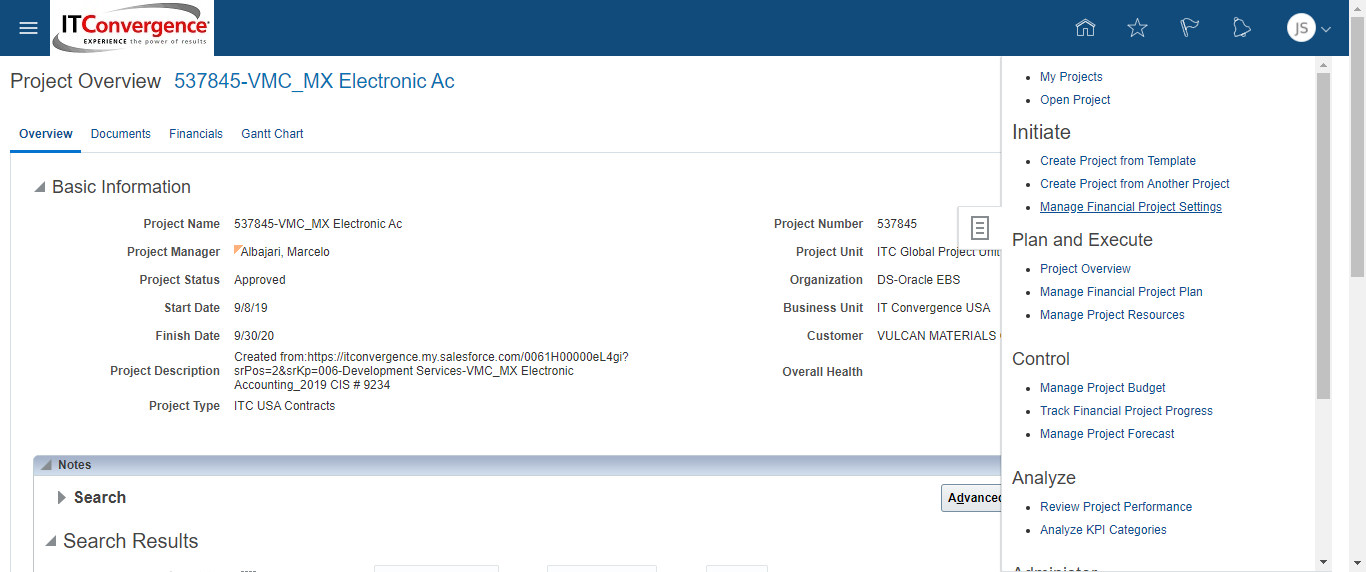 ITConvergence
EXPERIENCE the power of results
JS
Project Overview 537845-VMC_MX Electronic Ac
Overview Documents Financials Gantt Chart
Basic Information
Project Name 537845-VMC_MX Electronic Ac
Project Manager Albajari, Marcelo
Project Status Approved
Start Date 9/8/19
Finish Date 9/30/20
Project Description Created from:https://itconvergence.my.salesforce.com/0061H00000eL4gi?
srPos=2&srKp=006-Development Services-VMC_MX Electronic
Accounting_2019 CIS # 9234
Project Type ITC USA Contracts
Project Number 537845
Project Unit ITC Global Project Unit
Organization DS-Oracle EBS
Business Unit IT Convergence USA
Customer VULCAN MATERIALS
Overall Health
Notes
Search
Advanced
Search Results
My Projects
Open Project
Initiate
Create Project from Template
Create Project from Another Project
Manage Financial Project Settings
Plan and Execute
Project Overview
Manage Financial Project Plan
Manage Project Resources
Control
Manage Project Budget
Track Financial Project Progress
Manage Project Forecast
Analyze
Review Project Performance
Analyze KPI Categories